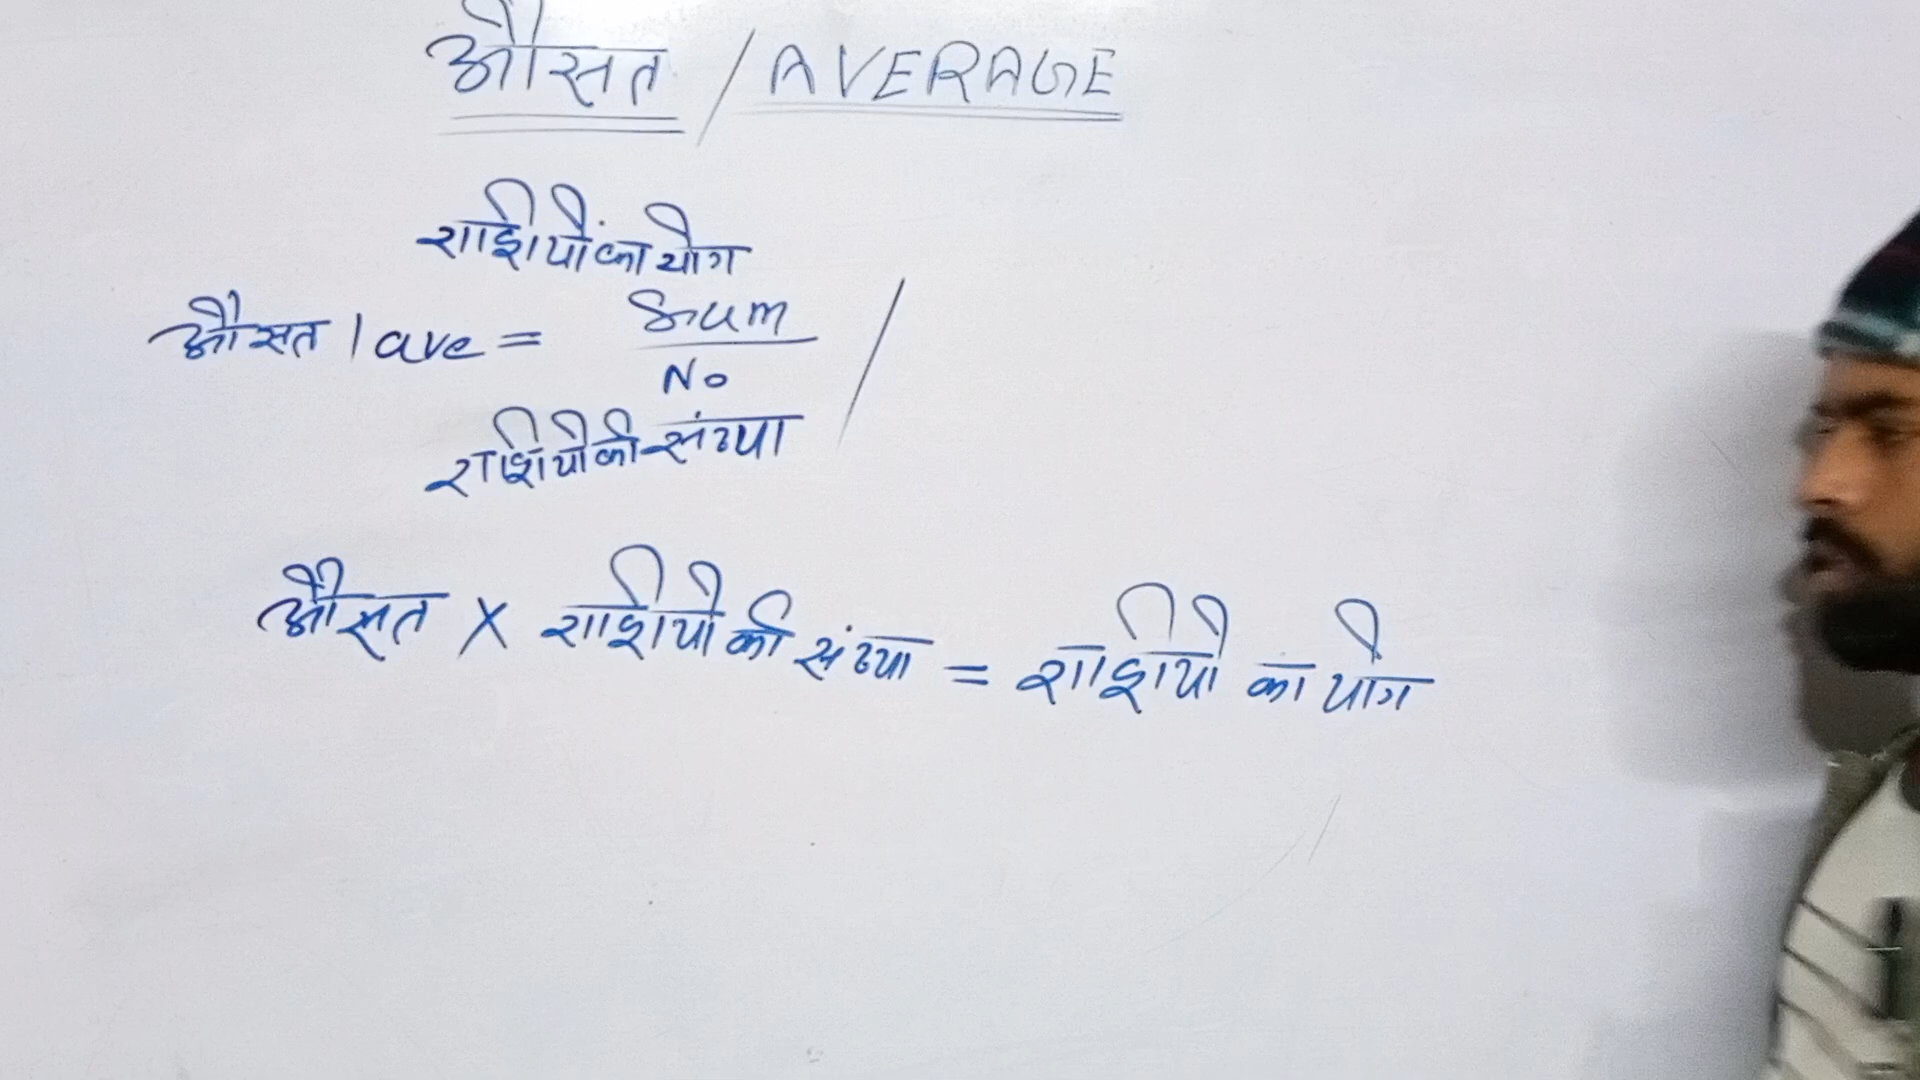 औसत / AVERAGE
राशियों का योग
औसत / ave = Sum
No
राशियो की संख्या
औसत X राशियो की संख्या = राशियो का योग